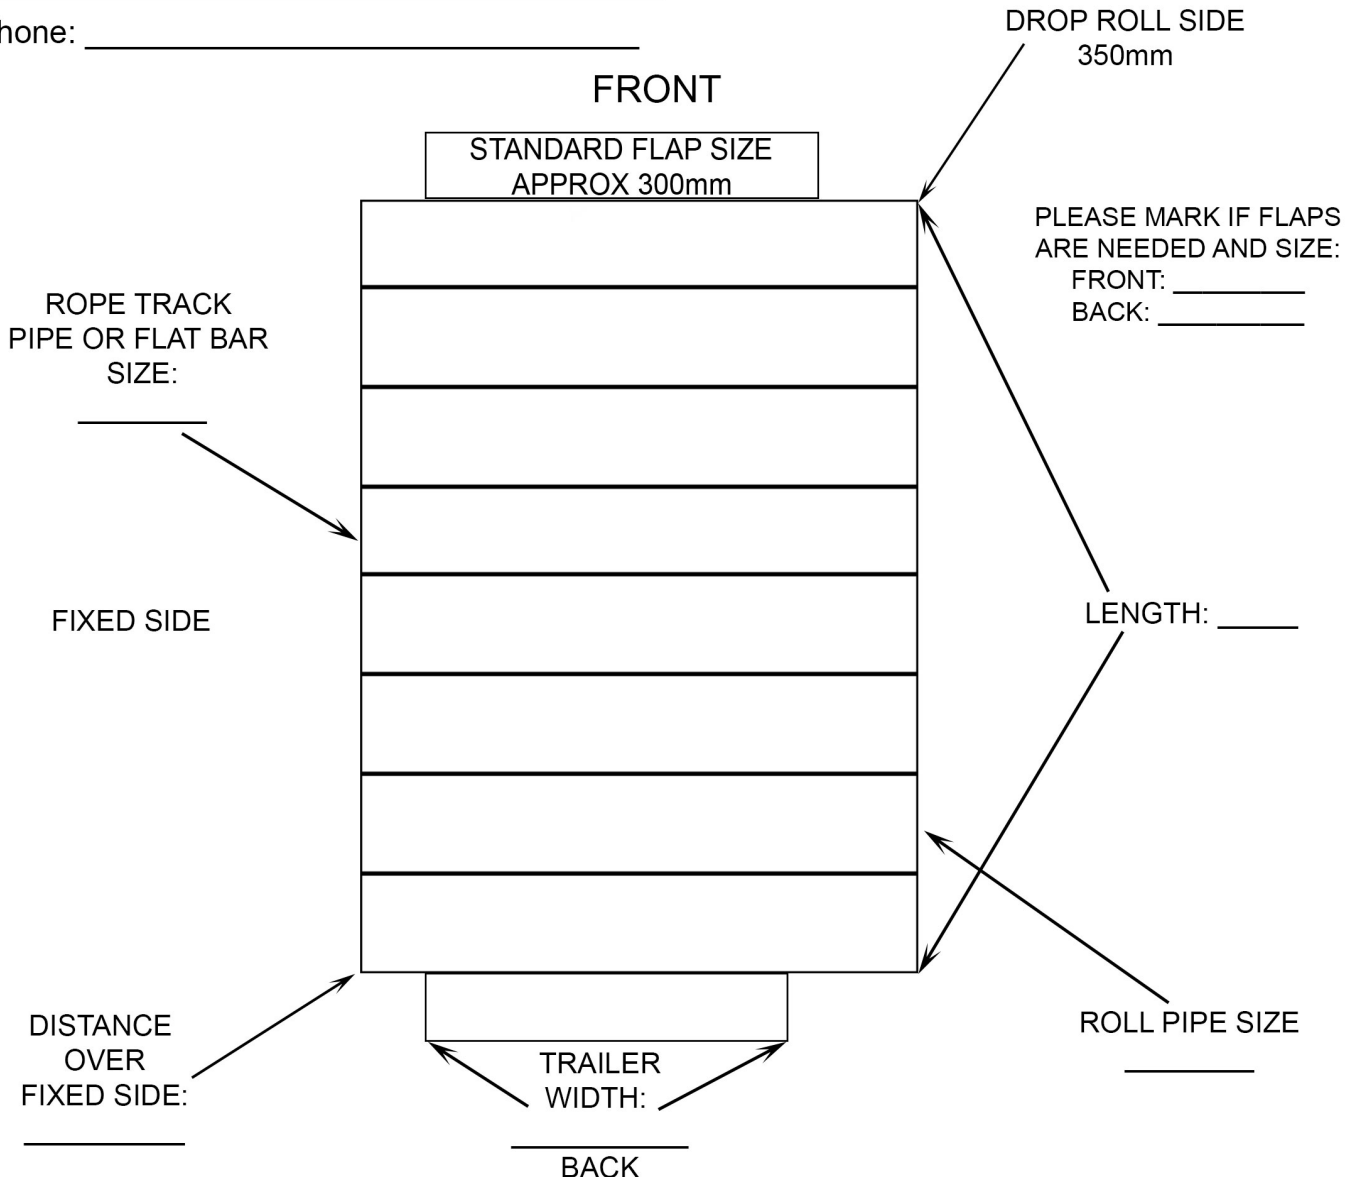 hone: 
DROP ROLL SIDE
350mm
FRONT
STANDARD FLAP SIZE
APPROX 300mm
PLEASE MARK IF FLAPS
ARE NEEDED AND SIZE:
FRONT:
BACK:
ROPE TRACK
PIPE OR FLAT BAR
SIZE:
FIXED SIDE
LENGTH:
DISTANCE
OVER
FIXED SIDE:
TRAILER
WIDTH:
BACK
ROLL PIPE SIZE